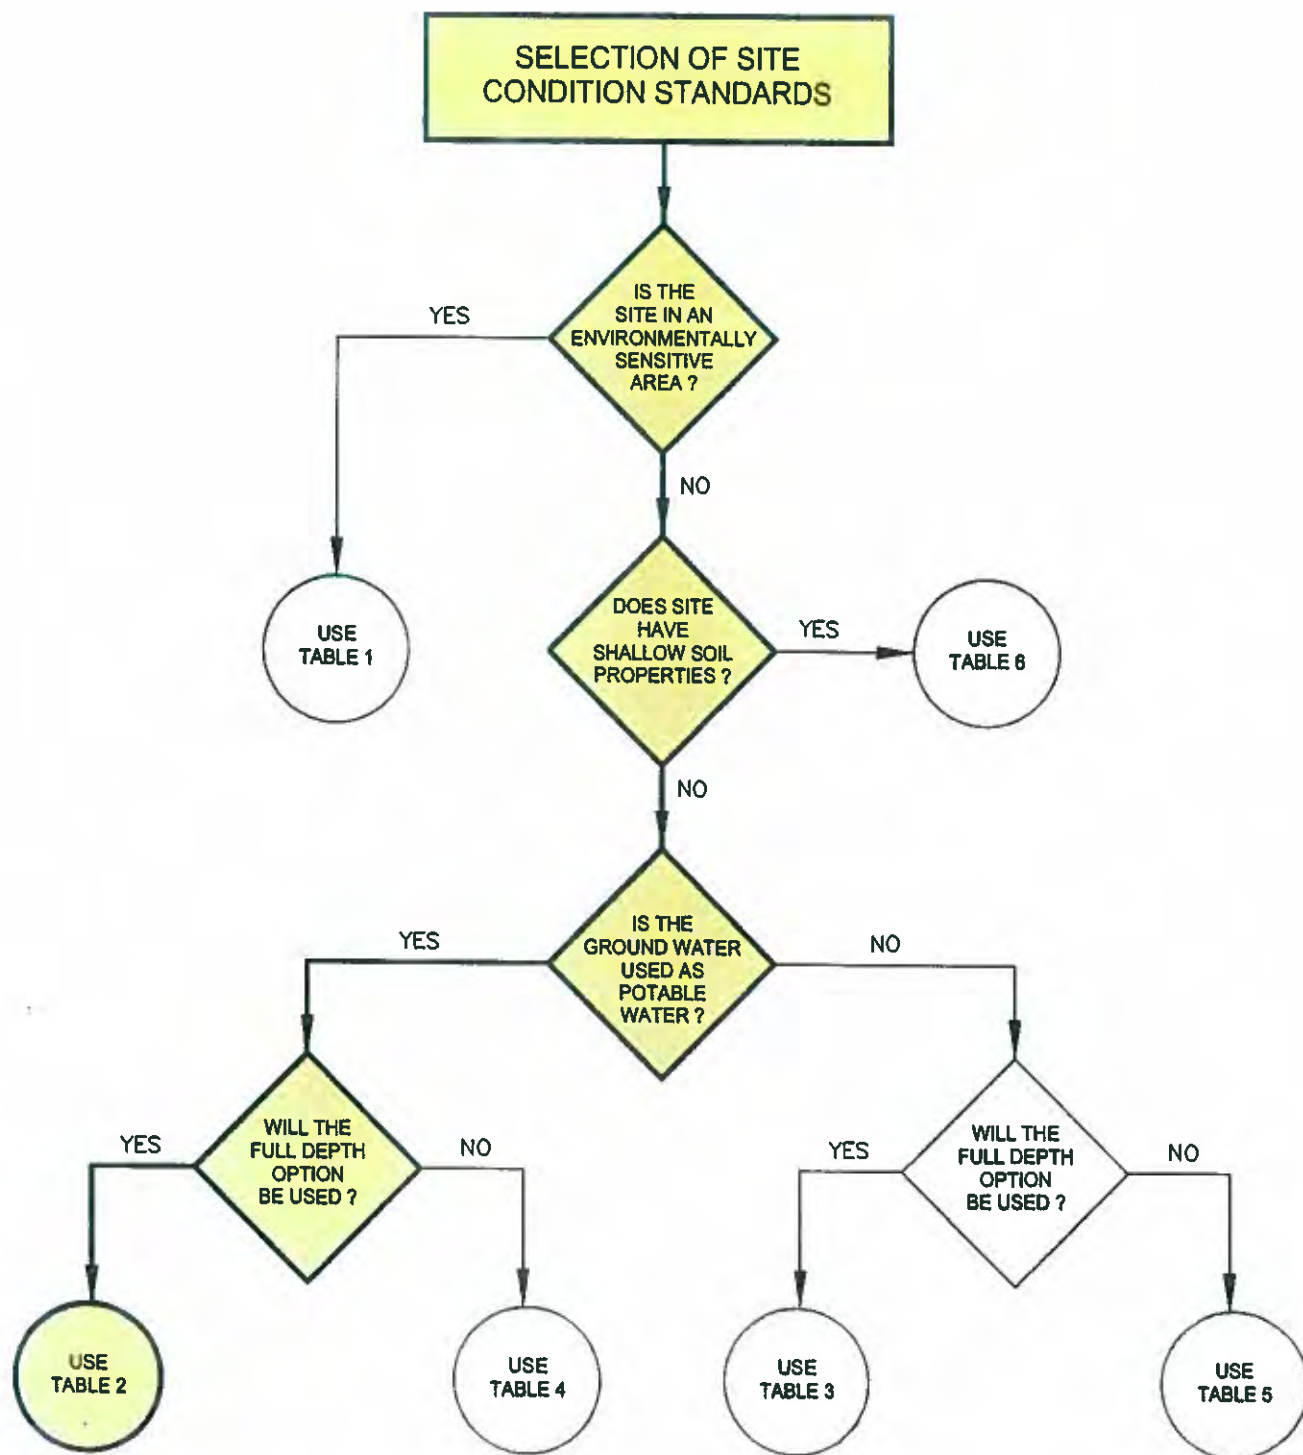 SELECTION OF SITE
CONDITION STANDARDS
IS THE
SITE IN AN
ENVIRONMENTALLY
SENSITIVE
AREA ?
YES
NO
USE
TABLE 1
DOES SITE
HAVE
SHALLOW SOIL
PROPERTIES ?
YES
USE
TABLE 6
NO
IS THE
GROUND WATER
USED AS
POTABLE
WATER ?
YES
NO
WILL THE
FULL DEPTH
OPTION
BE USED ?
YES
NO
WILL THE
FULL DEPTH
OPTION
BE USED ?
YES
NO
USE
TABLE 2
USE
TABLE 4
USE
TABLE 3
USE
TABLE 5